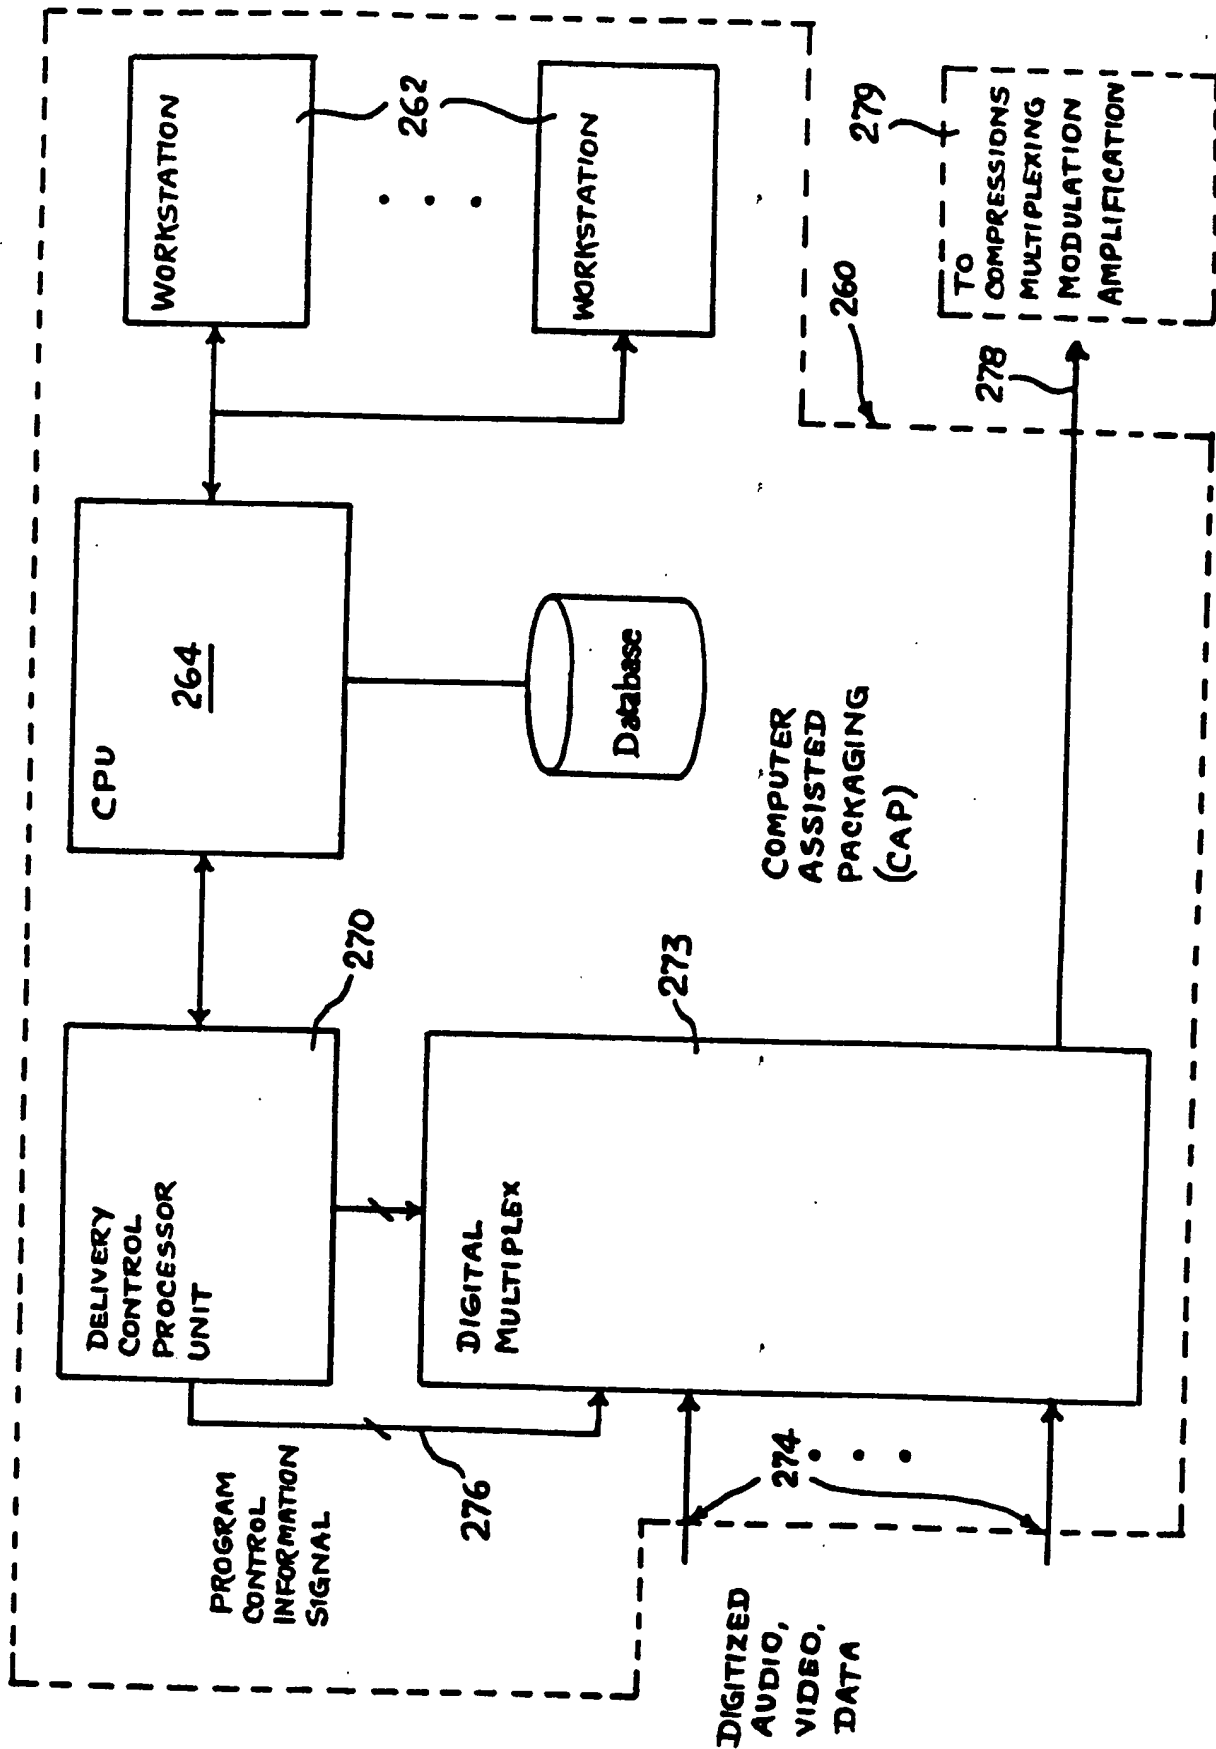 DELIVERY
CONTROL
PROCESSOR
UNIT
270
CPU
264
WORKSTATION
262
WORKSTATION
PROGRAM
CONTROL
INFORMATION
SIGNAL
276
DIGITAL
MULTIPLEX
273
Database
COMPUTER
ASSISTED
PACKAGING
(CAP)
260
DIGITIZED
AUDIO,
VIDEO,
DATA
274
278
279
TO
COMPRESSIONS
MULTIPLEXING
MODULATION
AMPLIFICATION